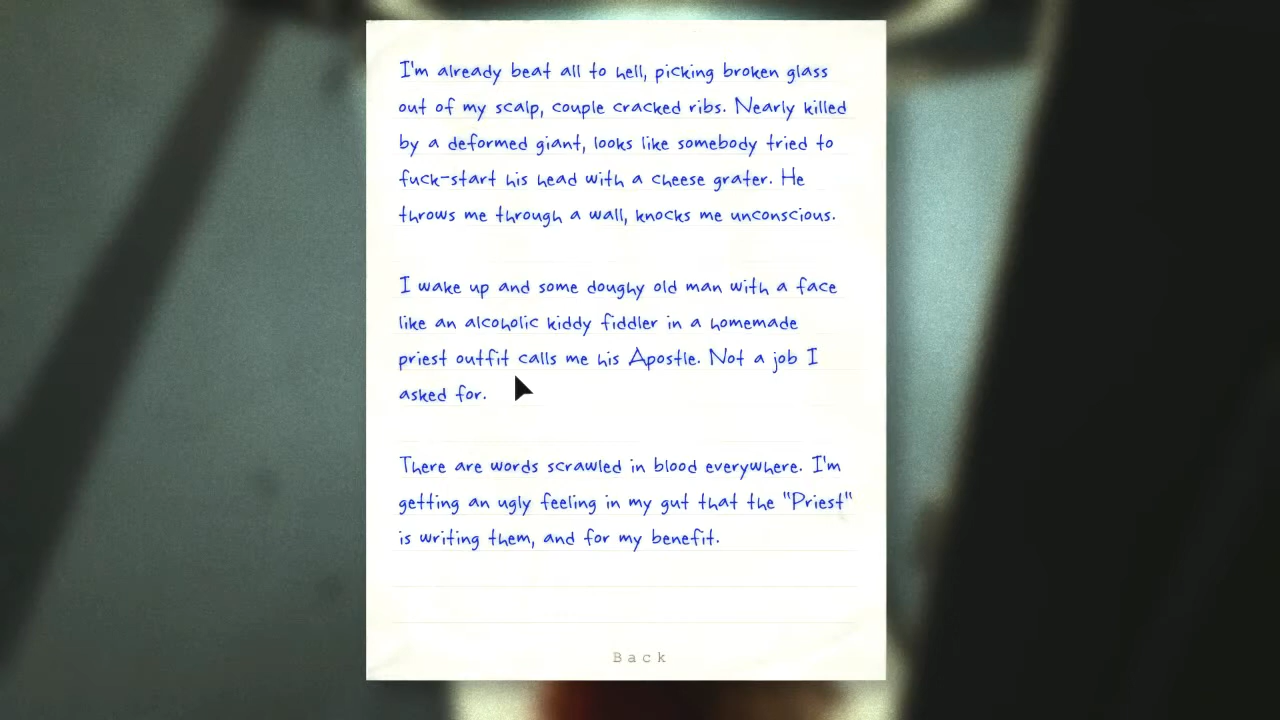 I'm already beat all to hell, picking broken glass
out of my scalp, couple cracked ribs. Nearly killed
by a deformed giant, looks like somebody tried to
fuck-start his head with a cheese grater. He
throws me through a wall, knocks me unconscious.
I wake up and some doughy old man with a face
like an alcoholic kiddy fiddler in a homemade
priest outfit calls me his Apostle. Not a job I
asked for.
There are words scrawled in blood everywhere. I'm
getting an ugly feeling in my gut that the "Priest"
is writing them, and for my benefit.
Back